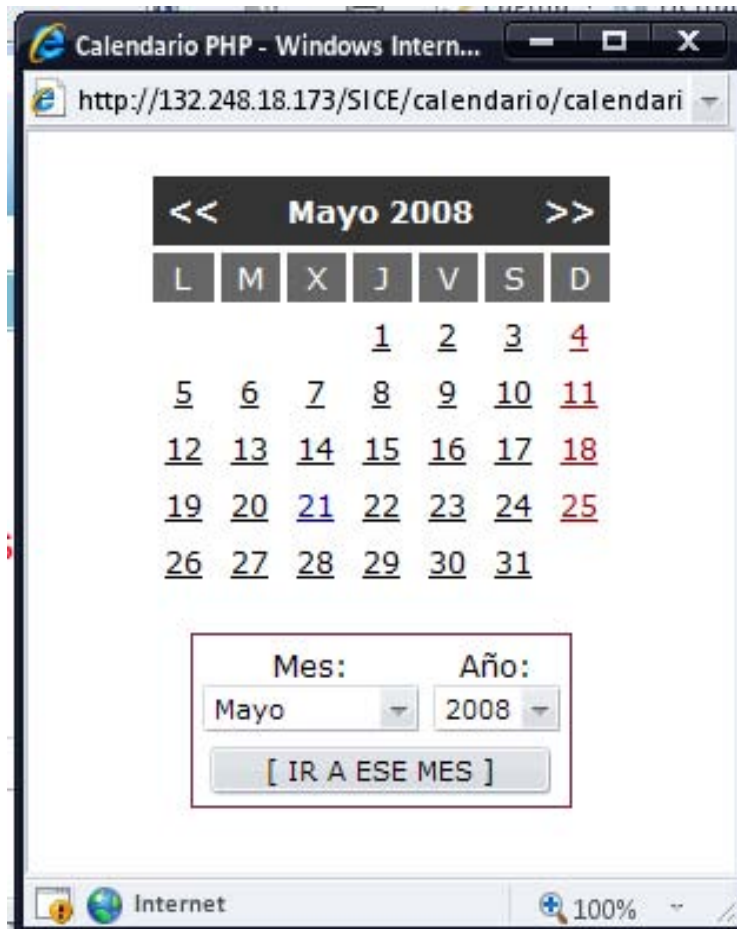 Calendario PHP - Windows Intern...
http://132.248.18.173/SICE/calendario/calendari
<< Mayo 2008 >>
L M X J V S D
1 2 3 4
5 6 7 8 9 10 11
12 13 14 15 16 17 18
19 20 21 22 23 24 25
26 27 28 29 30 31
Mes: Año:
Mayo 2008
[ IR A ESE MES ]
Internet 100%